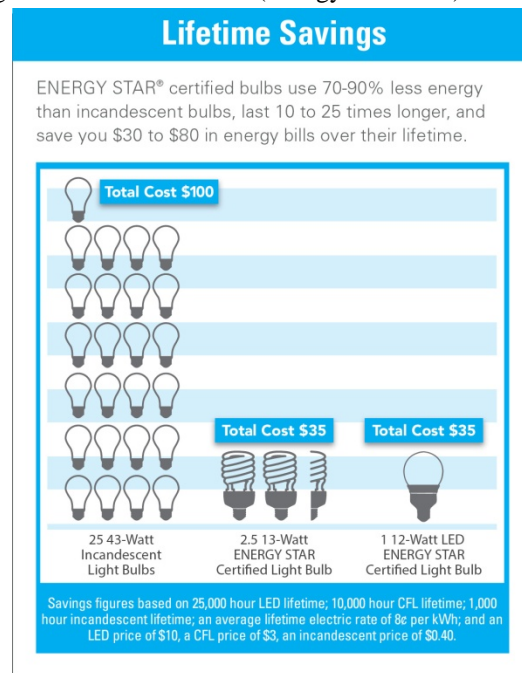 Lifetime Savings
ENERGY STAR® certified bulbs use 70-90% less energy
than incandescent bulbs, last 10 to 25 times longer, and
save you $30 to $80 in energy bills over their lifetime.
Total Cost $100
Total Cost $35
Total Cost $35
25 43-Watt
Incandescent
Light Bulbs
2.5 13-Watt
ENERGY STAR
Certified Light Bulb
1 12-Watt LED
ENERGY STAR
Certified Light Bulb
Savings figures based on 25,000 hour LED lifetime; 10,000 hour CFL lifetime; 1,000
hour incandescent lifetime; an average lifetime electric rate of 8¢ per kWh; and an
LED price of $10, a CFL price of $3, an incandescent price of $0.40.